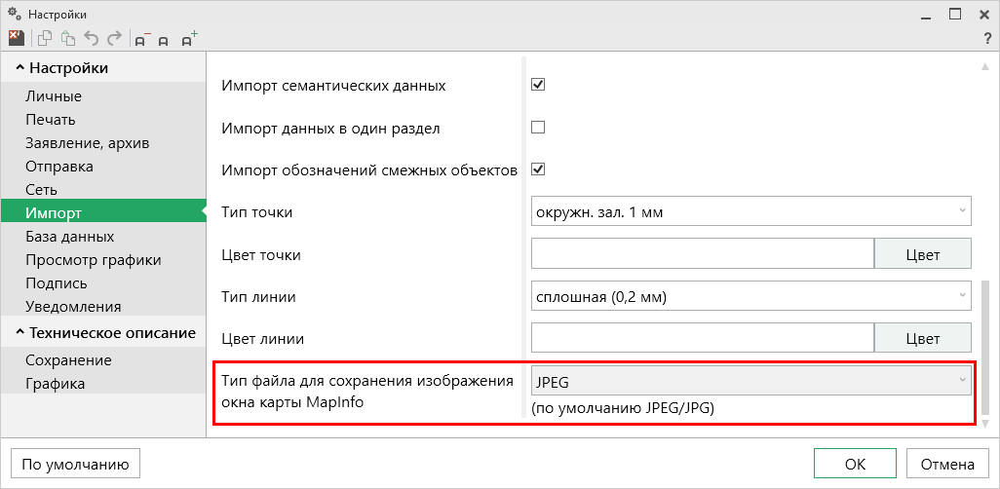 Настройки
?
Настройки
Личные
Печать
Заявление, архив
Отправка
Сеть
Импорт
База данных
Просмотр графики
Подпись
Уведомления
Техническое описание
Сохранение
Графика
Импорт семантических данных
Импорт данных в один раздел
Импорт обозначений смежных объектов
Тип точки
окружн. зал. 1 мм
Цвет точки
Цвет
Тип линии
сплошная (0,2 мм)
Цвет линии
Цвет
Тип файла для сохранения изображения
окна карты MapInfo
JPEG
(по умолчанию JPEG/JPG)
По умолчанию
ОК
Отмена